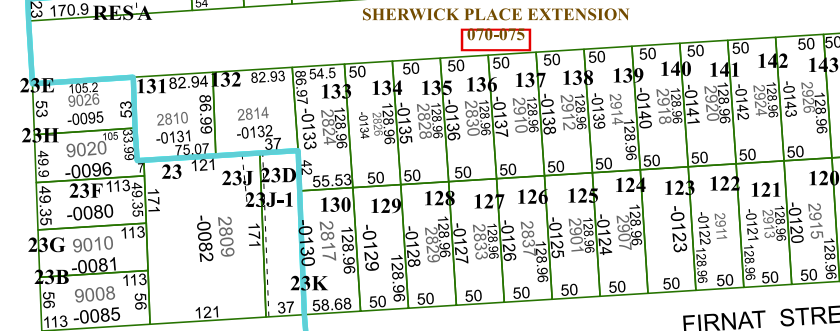 23 170.9 RES A 54
SHERWICK PLACE EXTENSION
070-075
23E 105.2 131 82.94 132 82.93 86.97 54.5 50 50 50 50 50 50 50 50 50 50
133 134 135 136 137 138 139 140 141 142 143
53 9026 53 86.99
-0095 2810 2814
-0131 -0132
75.07 37
-0133 2824 128.96
-0134 2826 128.96
-0135 2828 128.96
-0136 2830 128.96
-0137 2910 128.96
-0138 2912
-0139 2914 128.96
-0140 2918 128.96
-0141 2920 128.96
-0142 2924 128.96
-0143 2926 128.96
23H 105 33.99
49.9 9020
-0096 7
42 55.53 50 50 50 50 50 50 50 50 50 50
23 121 23J 23D
23J-1
23F 113
49.35 -0080 49.35
171 -0082 2809 171
130 129 128 127 126 125 124 123 122 121 120
-0130 2817 128.96
-0129 128.96
-0128 2829
-0127 2833 128.96
-0126 2837
-0125 2901 128.96
-0124 2907 128.96
-0123
-0122 2911 128.96
-0121 2913 128.96
-0120 2915 128.96
23G 9010 113
-0081
23B 113
56 9008 56
113 -0085
121 37 23K
58.68 50 50 50 50 50 50 50
FIRNAT STRE